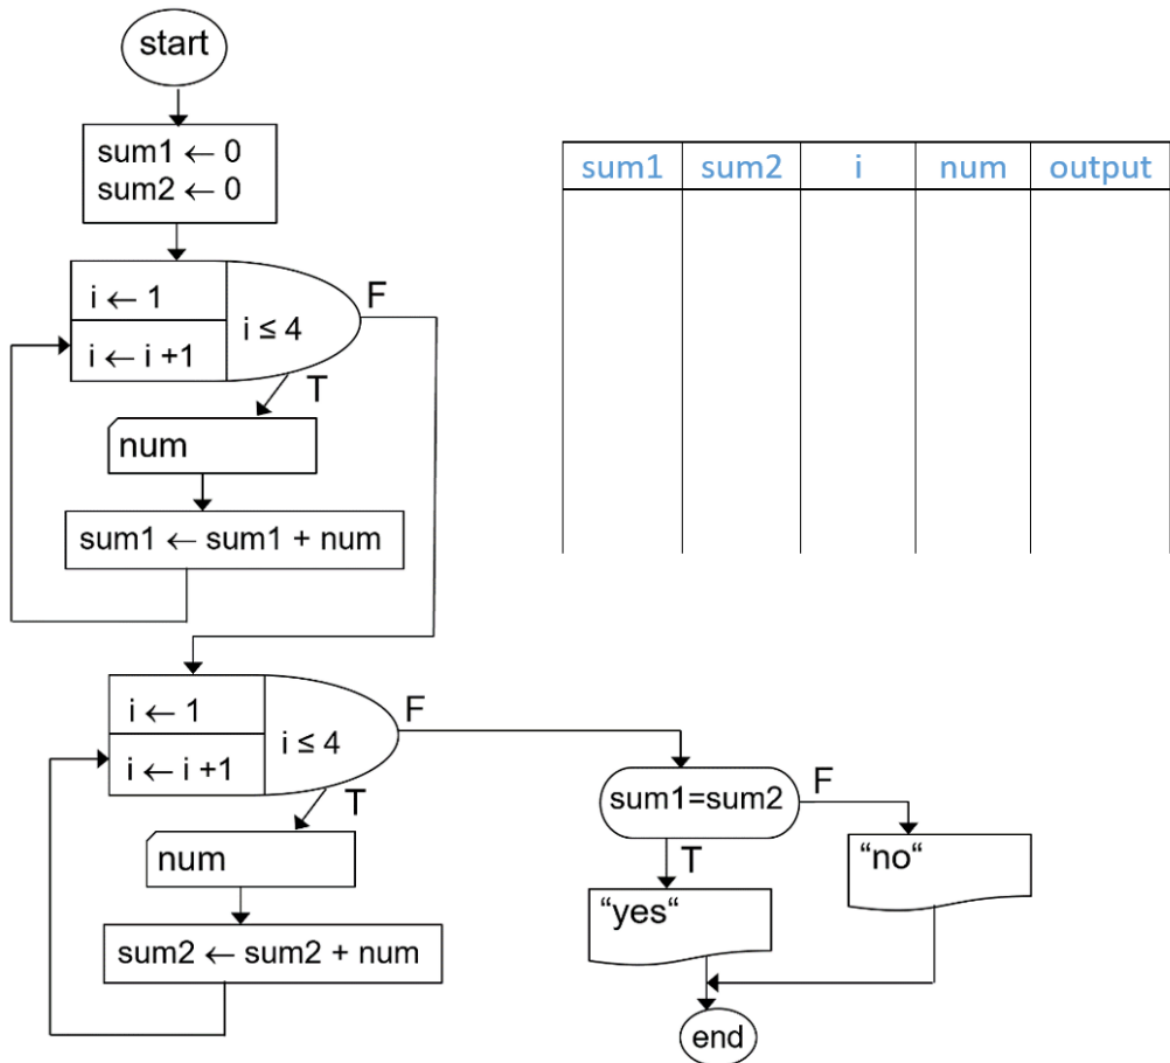 start
sum1 ← 0
sum2 ← 0
i ← 1
i ← i +1
i ≤ 4
F
T
num
sum1 ← sum1 + num
i ← 1
i ← i +1
i ≤ 4
F
T
num
sum2 ← sum2 + num
sum1=sum2
F
T
“no“
“yes“
end
sum1 sum2 i num output